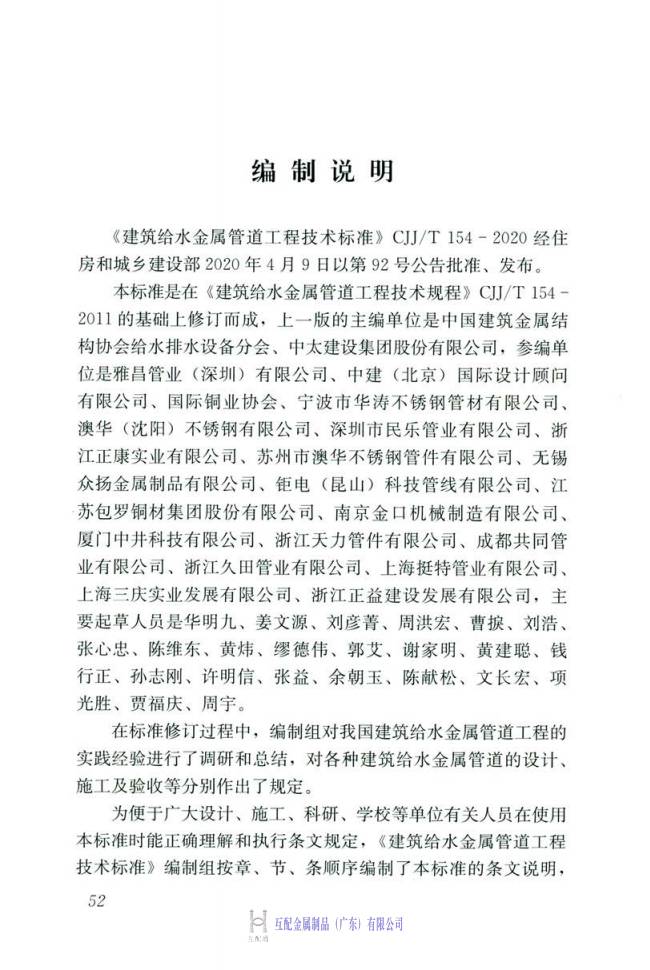 编制说明
《建筑给水金属管道工程技术标准》CJJ/T 154－2020 经住
房和城乡建设部 2020 年 4 月 9 日以第 92 号公告批准、发布。
本标准是在《建筑给水金属管道工程技术规程》CJJ/T 154－
2011 的基础上修订而成，上一版的主编单位是中国建筑金属结
构协会给水排水设备分会、中太建设集团股份有限公司，参编单
位是雅昌管业（深圳）有限公司、中建（北京）国际设计顾问
有限公司、国际铜业协会、宁波市华涛不锈钢管材有限公司、
澳华（沈阳）不锈钢有限公司、深圳市民乐管业有限公司、浙
江正康实业有限公司、苏州市澳华不锈钢管件有限公司、无锡
众扬金属制品有限公司、钜电（昆山）科技管线有限公司、江
苏包罗铜材集团股份有限公司、南京金口机械制造有限公司、
厦门中井科技有限公司、浙江天力管件有限公司、成都共同管
业有限公司、浙江久田管业有限公司、上海挺特管业有限公司、
上海三庆实业发展有限公司、浙江正益建设发展有限公司，主
要起草人员是华明九、姜文源、刘彦菁、周洪宏、曹捩、刘浩、
张心忠、陈维东、黄炜、缪德伟、郭艾、谢家明、黄建聪、钱
行正、孙志刚、许明信、张益、余朝玉、陈献松、文长宏、项
光胜、贾福庆、周宇。
在标准修订过程中，编制组对我国建筑给水金属管道工程的
实践经验进行了调研和总结，对各种建筑给水金属管道的设计、
施工及验收等分别作出了规定。
为便于广大设计、施工、科研、学校等单位有关人员在使用
本标准时能正确理解和执行条文规定，《建筑给水金属管道工程
技术标准》编制组按章、节、条顺序编制了本标准的条文说明，
52
互配金属制品（广东）有限公司